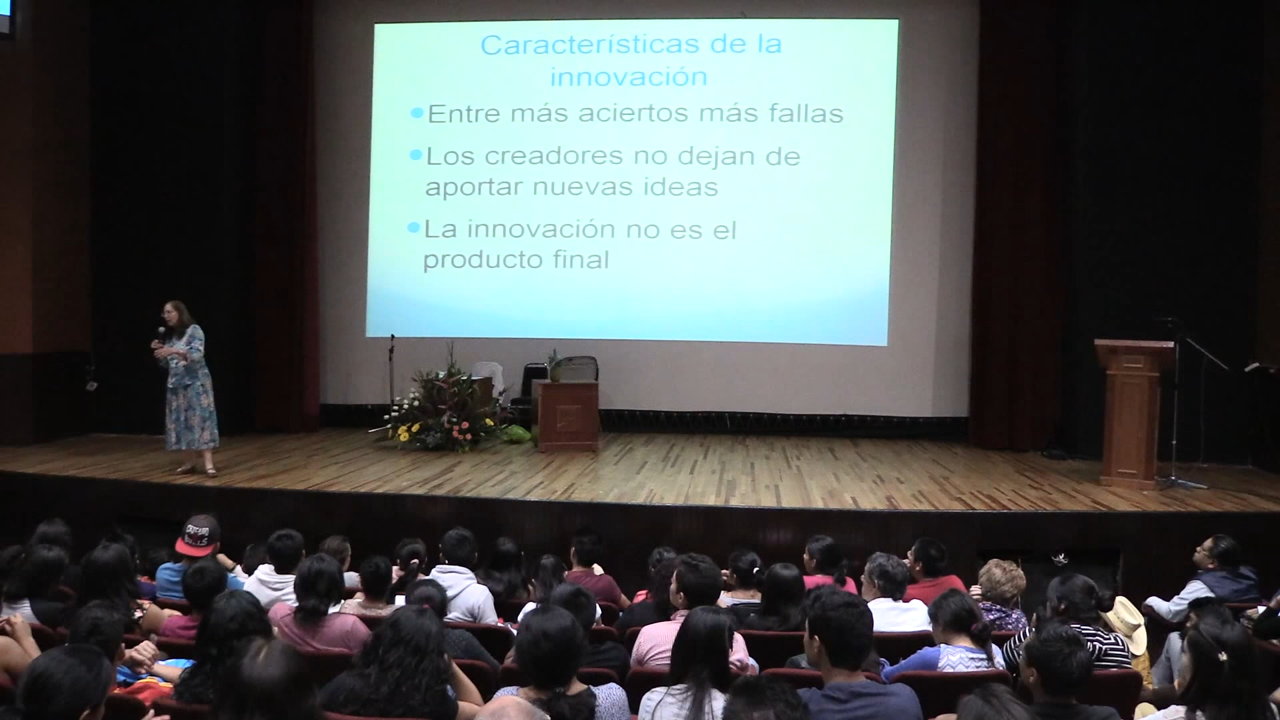 Características de la
innovación
Entre más aciertos más fallas
Los creadores no dejan de
aportar nuevas ideas
La innovación no es el
producto final